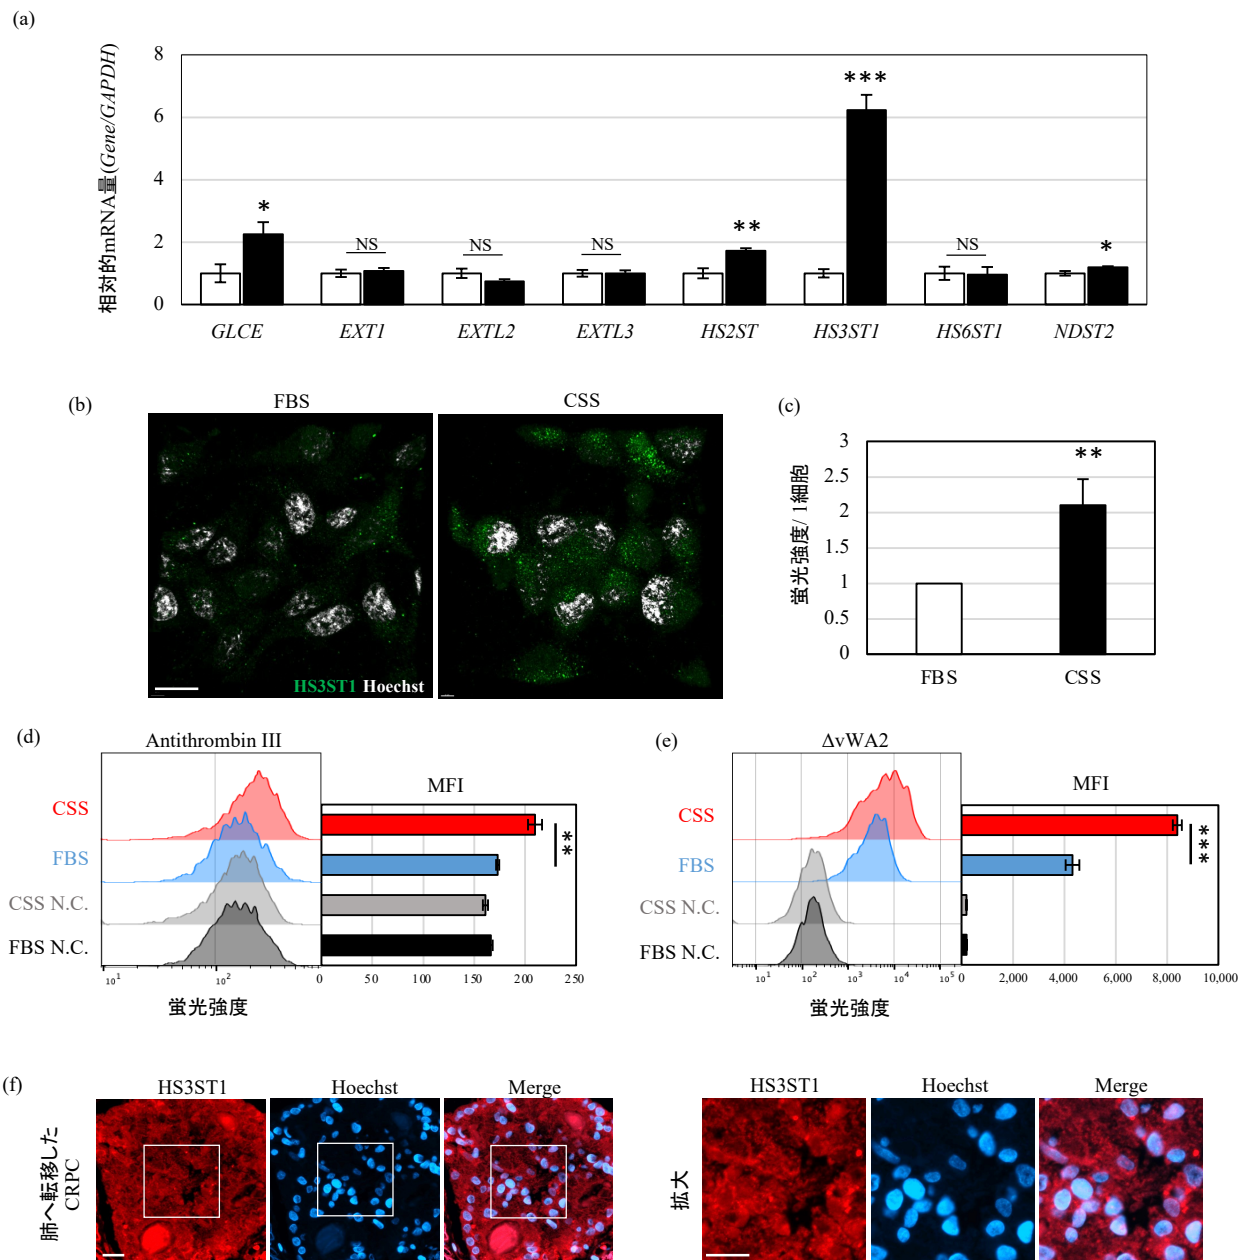 (a)
相対的mRNA量(Gene/GAPDH)
8
6
4
2
0
*
NS
NS
NS
**
***
NS
*
GLCE EXT1 EXTL2 EXTL3 HS2ST HS3ST1 HS6ST1 NDST2
(b)
FBS CSS
HS3ST1 Hoechst
(c)
蛍光強度/ 1細胞
3
2.5
2
1.5
1
0.5
0
**
FBS CSS
(d)
Antithrombin III
MFI
CSS
FBS
CSS N.C.
FBS N.C.
**
10¹ 10² 0 50 100 150 200 250
蛍光強度
(e)
ΔvWA2
MFI
CSS
FBS
CSS N.C.
FBS N.C.
***
10¹ 10² 10³ 10⁴ 10⁵ 0 2,000 4,000 6,000 8,000 10,000
蛍光強度
(f)
肺へ転移した
CRPC
HS3ST1 Hoechst Merge
拡大
HS3ST1 Hoechst Merge